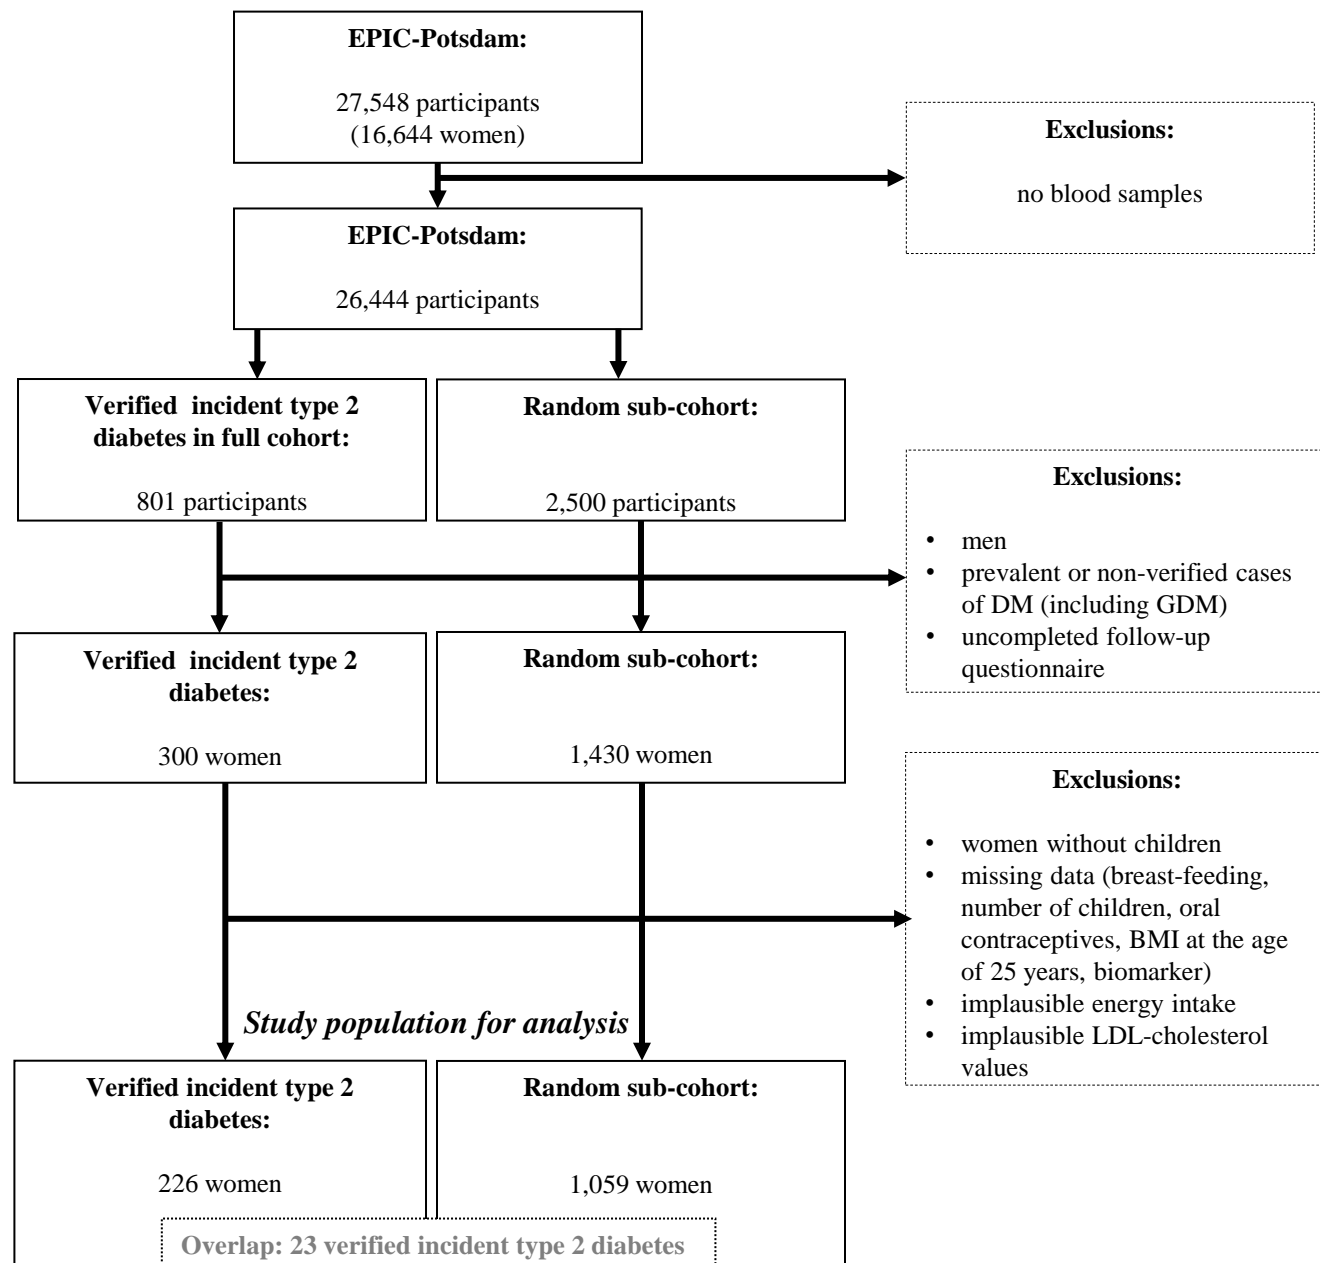 EPIC-Potsdam:
27,548 participants
(16,644 women)
Exclusions:
no blood samples
EPIC-Potsdam:
26,444 participants
Verified incident type 2
diabetes in full cohort:
801 participants
Random sub-cohort:
2,500 participants
Exclusions:
• men
• prevalent or non-verified cases
of DM (including GDM)
• uncompleted follow-up
questionnaire
Verified incident type 2
diabetes:
300 women
Random sub-cohort:
1,430 women
Exclusions:
• women without children
• missing data (breast-feeding,
number of children, oral
contraceptives, BMI at the age
of 25 years, biomarker)
• implausible energy intake
• implausible LDL-cholesterol
values
Study population for analysis
Verified incident type 2
diabetes:
226 women
Random sub-cohort:
1,059 women
Overlap: 23 verified incident type 2 diabetes